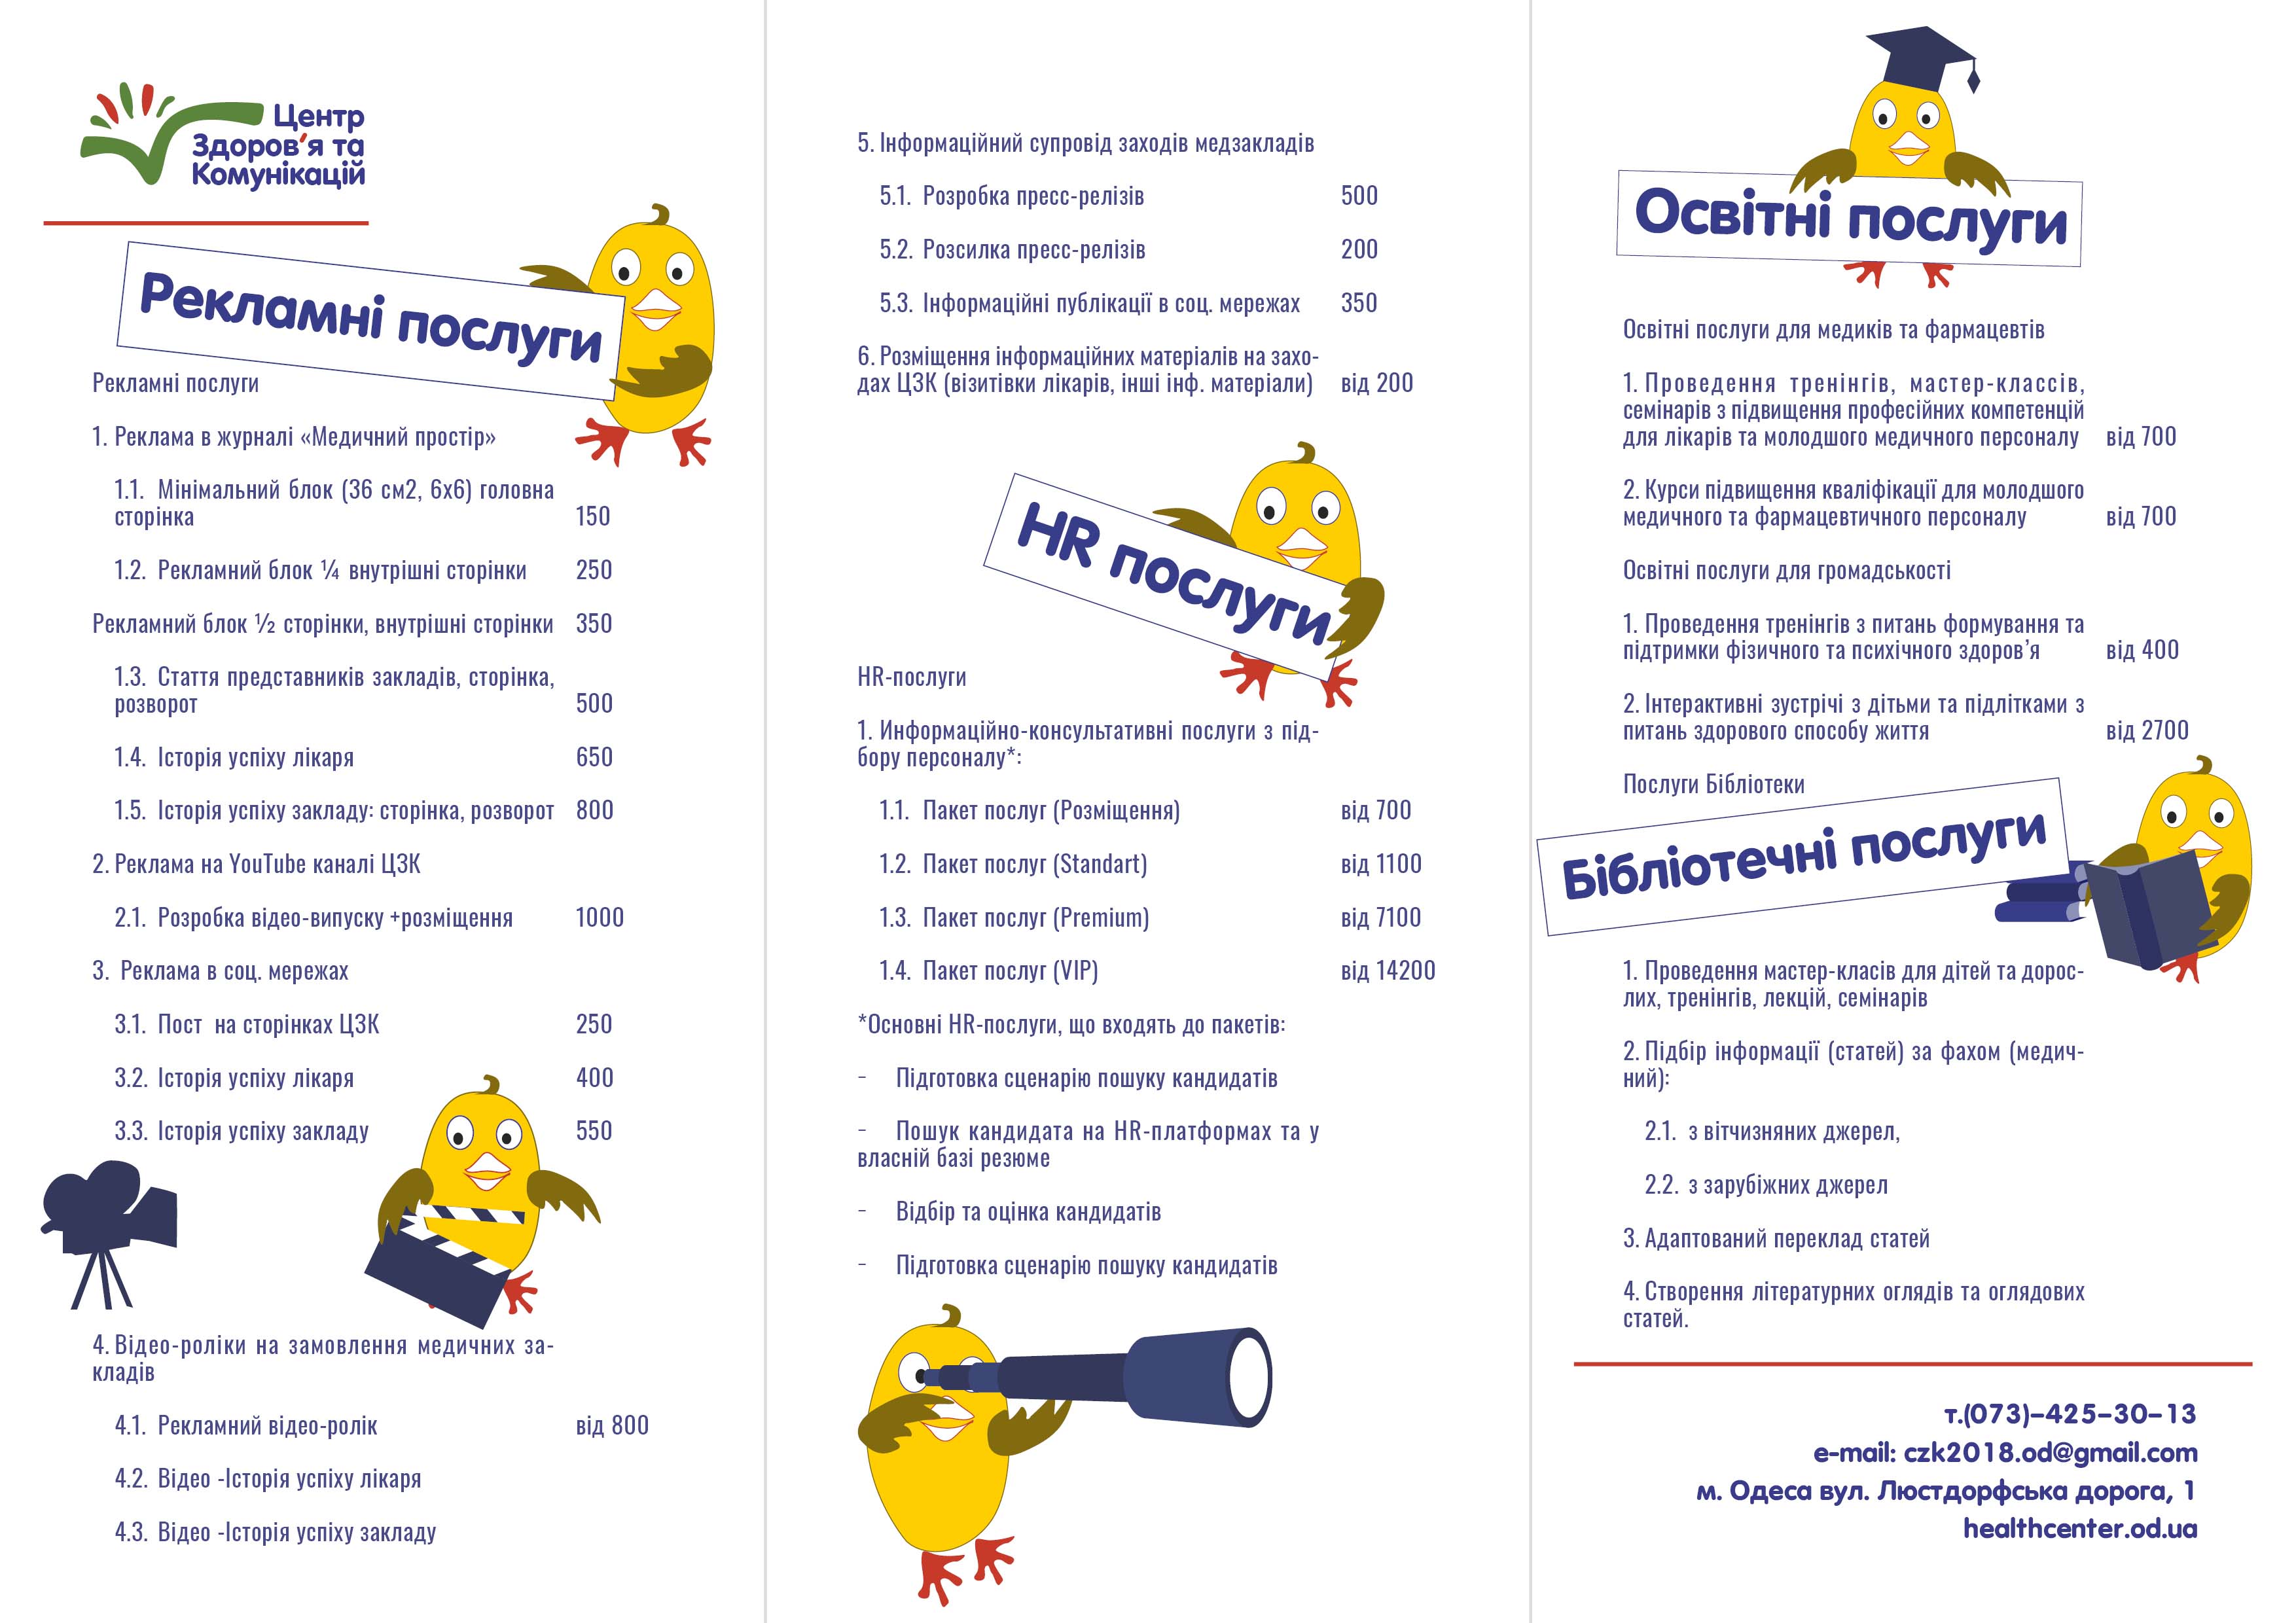 Центр
Здоров'я та
Комунікацій
Рекламні послуги
Рекламні послуги
1. Реклама в журналі «Медичний простір»
1.1. Мінімальний блок (36 см2, 6х6) головна
сторінка 150
1.2. Рекламний блок ¼ внутрішні сторінки 250
Рекламний блок ½ сторінки, внутрішні сторінки 350
1.3. Стаття представників закладів, сторінка,
розворот 500
1.4. Історія успіху лікаря 650
1.5. Історія успіху закладу: сторінка, розворот 800
2. Реклама на YouTube каналі ЦЗК
2.1. Розробка відео-випуску +розміщення 1000
3. Реклама в соц. мережах
3.1. Пост на сторінках ЦЗК 250
3.2. Історія успіху лікаря 400
3.3. Історія успіху закладу 550
4. Відео-роліки на замовлення медичних за-
кладів
4.1. Рекламний відео-ролік від 800
4.2. Відео -Історія успіху лікаря
4.3. Відео -Історія успіху закладу
5. Інформаційний супровід заходів медзакладів
5.1. Розробка пресс-релізів 500
5.2. Розсилка пресс-релізів 200
5.3. Інформаційні публікації в соц. мережах 350
6. Розміщення інформаційних матеріалів на захо-
дах ЦЗК (візитівки лікарів, інші інф. матеріали) від 200
HR послуги
HR-послуги
1. Информаційно-консультативні послуги з під-
бору персоналу*:
1.1. Пакет послуг (Розміщення) від 700
1.2. Пакет послуг (Standart) від 1100
1.3. Пакет послуг (Premium) від 7100
1.4. Пакет послуг (VIP) від 14200
*Основні HR-послуги, що входять до пакетів:
– Підготовка сценарію пошуку кандидатів
– Пошук кандидата на HR-платформах та у
власній базі резюме
– Відбір та оцінка кандидатів
– Підготовка сценарію пошуку кандидатів
Освітні послуги
Освітні послуги для медиків та фармацевтів
1. Проведення тренінгів, мастер-классів,
семінарів з підвищення професійних компетенцій
для лікарів та молодшого медичного персоналу від 700
2. Курси підвищення кваліфікації для молодшого
медичного та фармацевтичного персоналу від 700
Освітні послуги для громадськості
1. Проведення тренінгів з питань формування та
підтримки фізичного та психічного здоров’я від 400
2. Інтерактивні зустрічі з дітьми та підлітками з
питань здорового способу життя від 2700
Послуги Бібліотеки
Бібліотечні послуги
1. Проведення мастер-класів для дітей та дорос-
лих, тренінгів, лекцій, семінарів
2. Підбір інформації (статей) за фахом (медич-
ний):
2.1. з вітчизняних джерел,
2.2. з зарубіжних джерел
3. Адаптований переклад статей
4. Створення літературних оглядів та оглядових
статей.
т.(073)–425–30–13
e-mail: czk2018.od@gmail.com
м. Одеса вул. Люстдорфська дорога, 1
healthcenter.od.ua